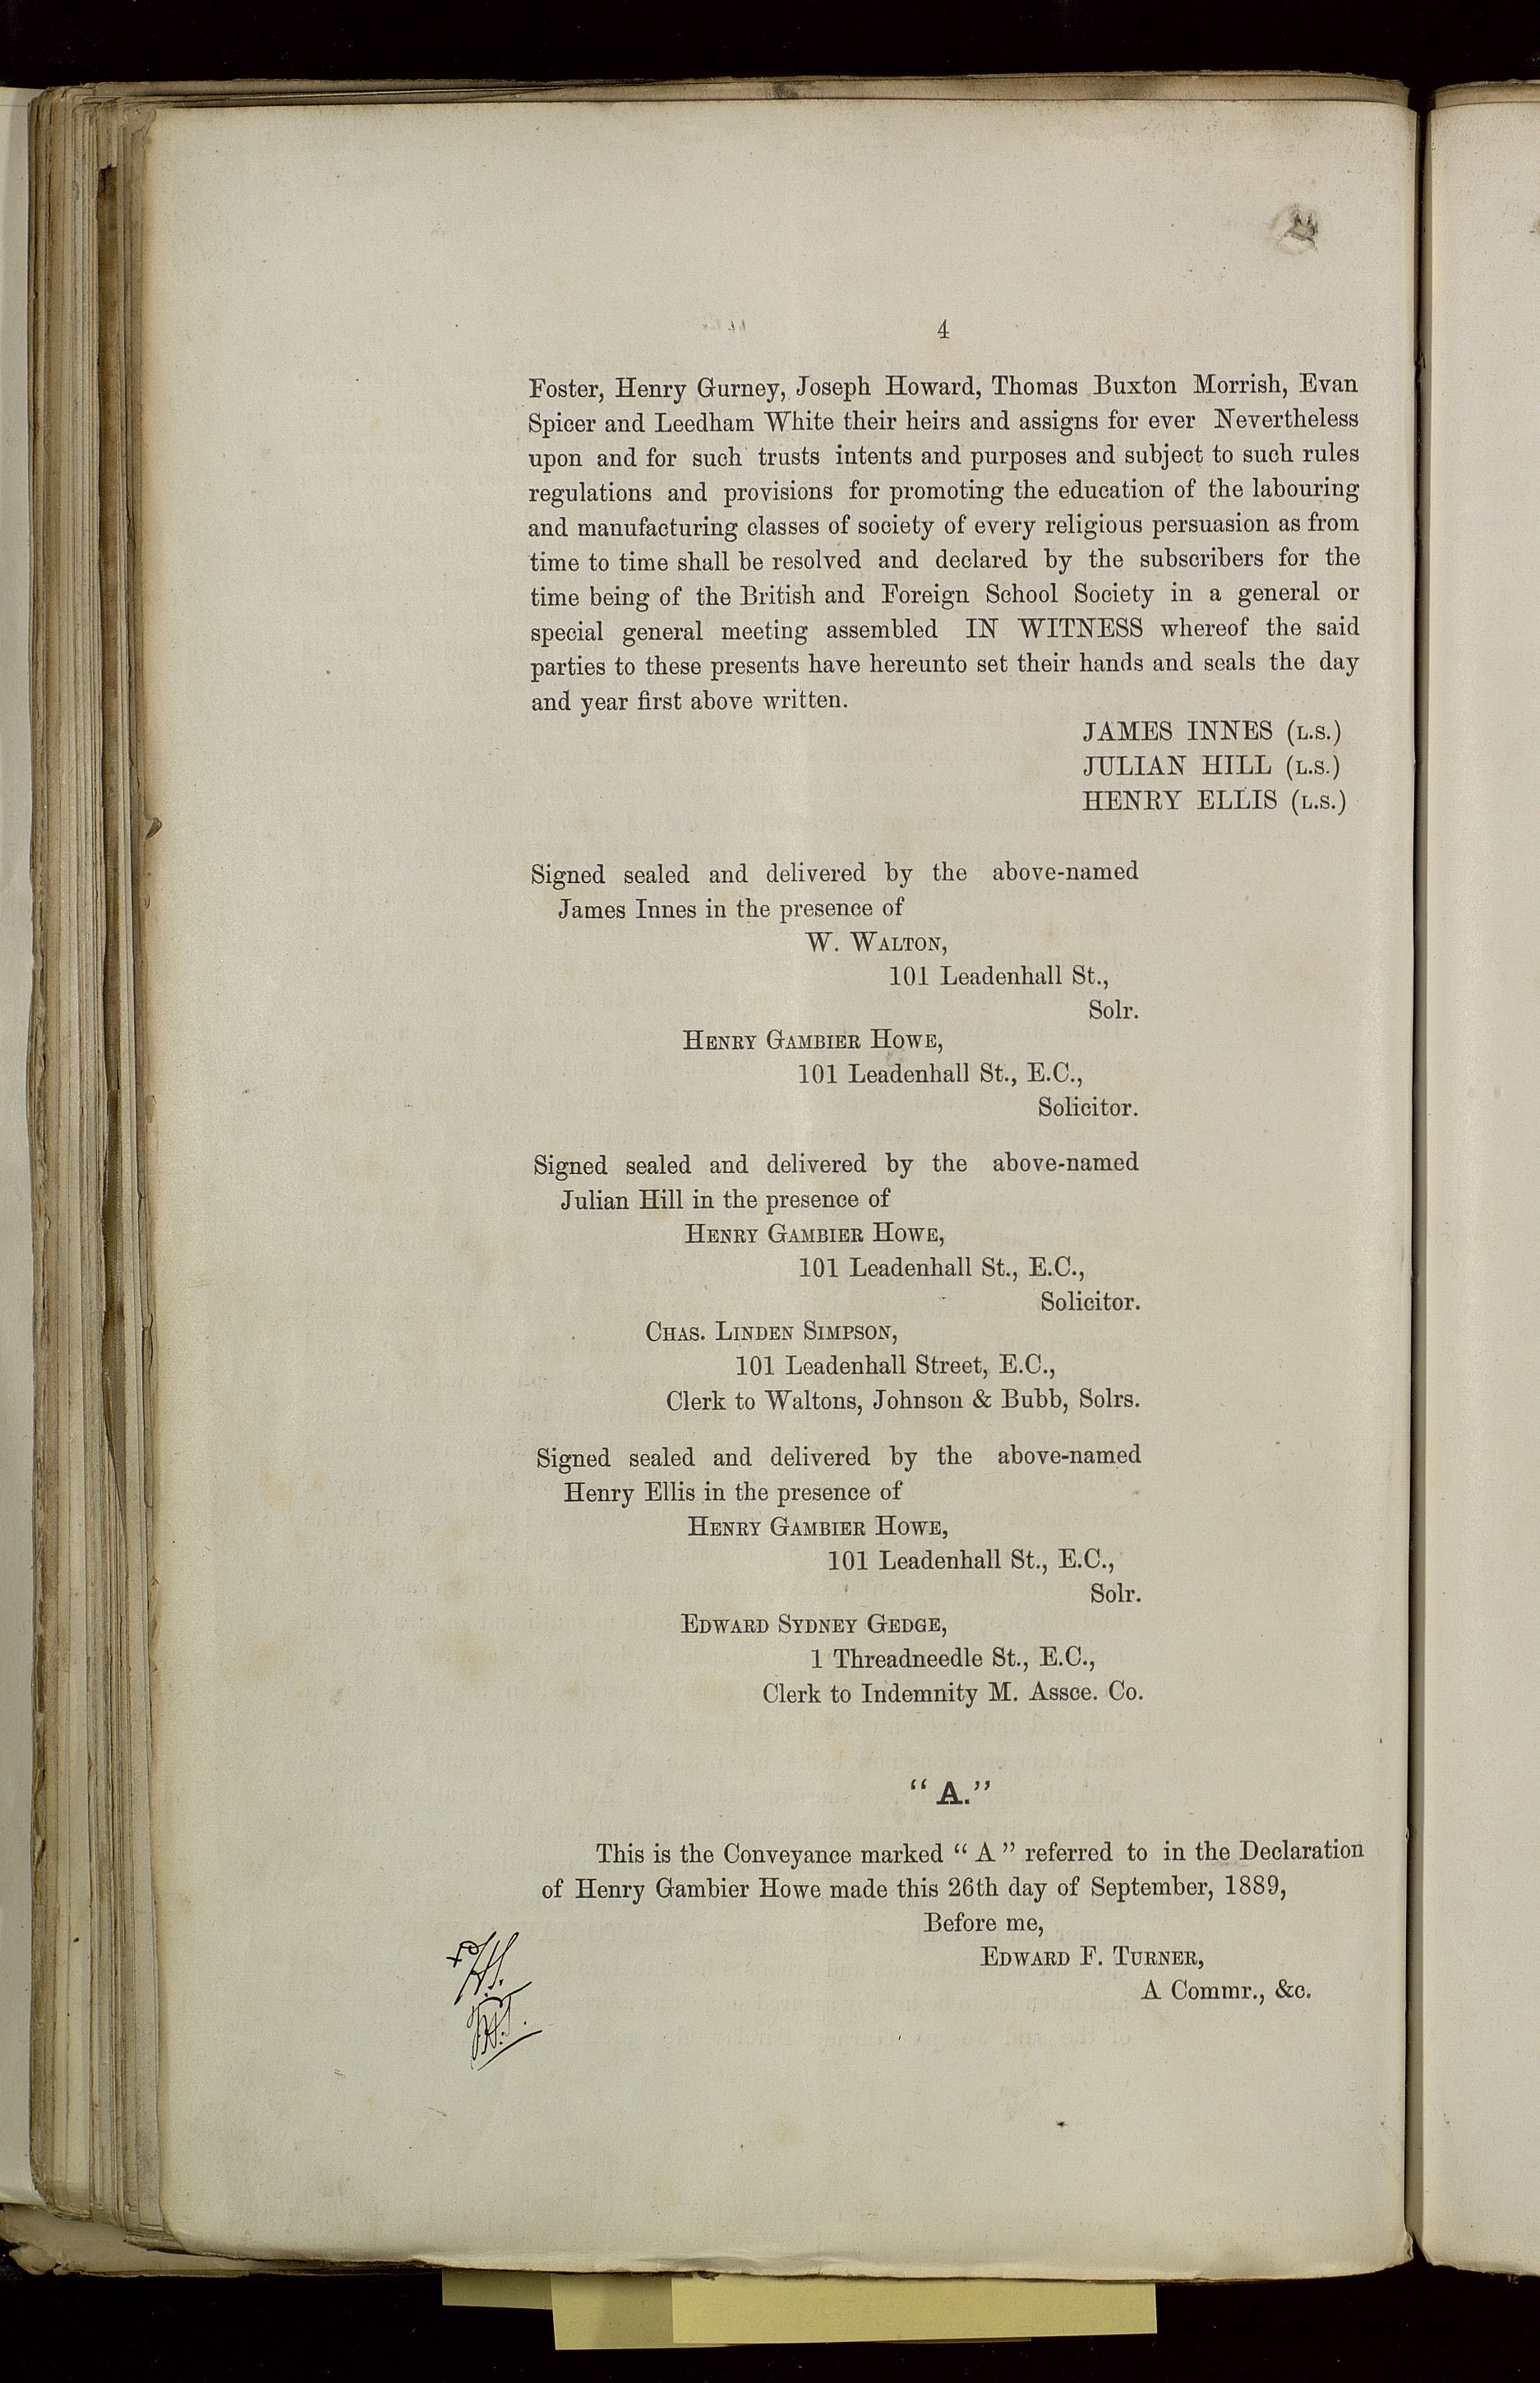 4
Foster, Henry Gurney, Joseph Howard, Thomas Buxton Morrish, Evan
Spicer and Leedham White their heirs and assigns for ever Nevertheless
upon and for such trusts intents and purposes and subject to such rules
regulations and provisions for promoting the education of the labouring
and manufacturing classes of society of every religious persuasion as from
time to time shall be resolved and declared by the subscribers for the
time being of the British and Foreign School Society in a general or
special general meeting assembled IN WITNESS whereof the said
parties to these presents have hereunto set their hands and seals the day
and year first above written.
JAMES INNES (L.S.)
JULIAN HILL (L.S.)
HENRY ELLIS (L.S.)
Signed sealed and delivered by the above-named
James Innes in the presence of
W. WALTON,
101 Leadenhall St.,
Solr.
HENRY GAMBIER HOWE,
101 Leadenhall St., E.C.,
Solicitor.
Signed sealed and delivered by the above-named
Julian Hill in the presence of
HENRY GAMBIER HOWE,
101 Leadenhall St., E.C.,
Solicitor.
CHAS. LINDEN SIMPSON,
101 Leadenhall Street, E.C.,
Clerk to Waltons, Johnson & Bubb, Solrs.
Signed sealed and delivered by the above-named
Henry Ellis in the presence of
HENRY GAMBIER HOWE,
101 Leadenhall St., E.C.,
Solr.
EDWARD SYDNEY GEDGE,
1 Threadneedle St., E.C.,
Clerk to Indemnity M. Assce. Co.
“ A.”
This is the Conveyance marked “ A ” referred to in the Declaration
of Henry Gambier Howe made this 26th day of September, 1889,
Before me,
EDWARD F. TURNER,
A Commr., &c.